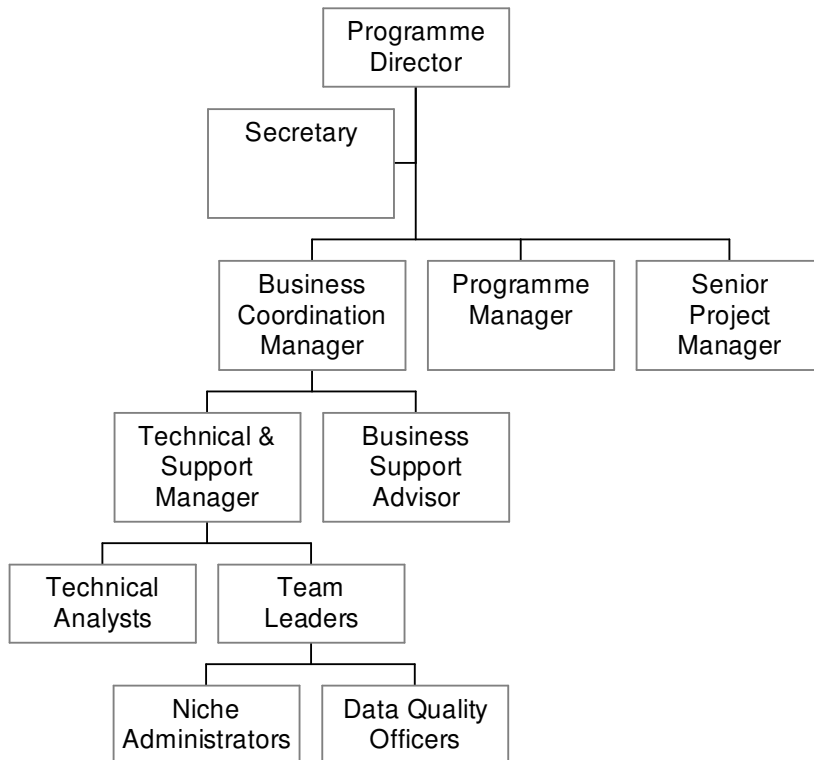 Programme
Director
Secretary
Business
Coordination
Manager
Programme
Manager
Senior
Project
Manager
Technical &
Support
Manager
Business
Support
Advisor
Technical
Analysts
Team
Leaders
Niche
Administrators
Data Quality
Officers